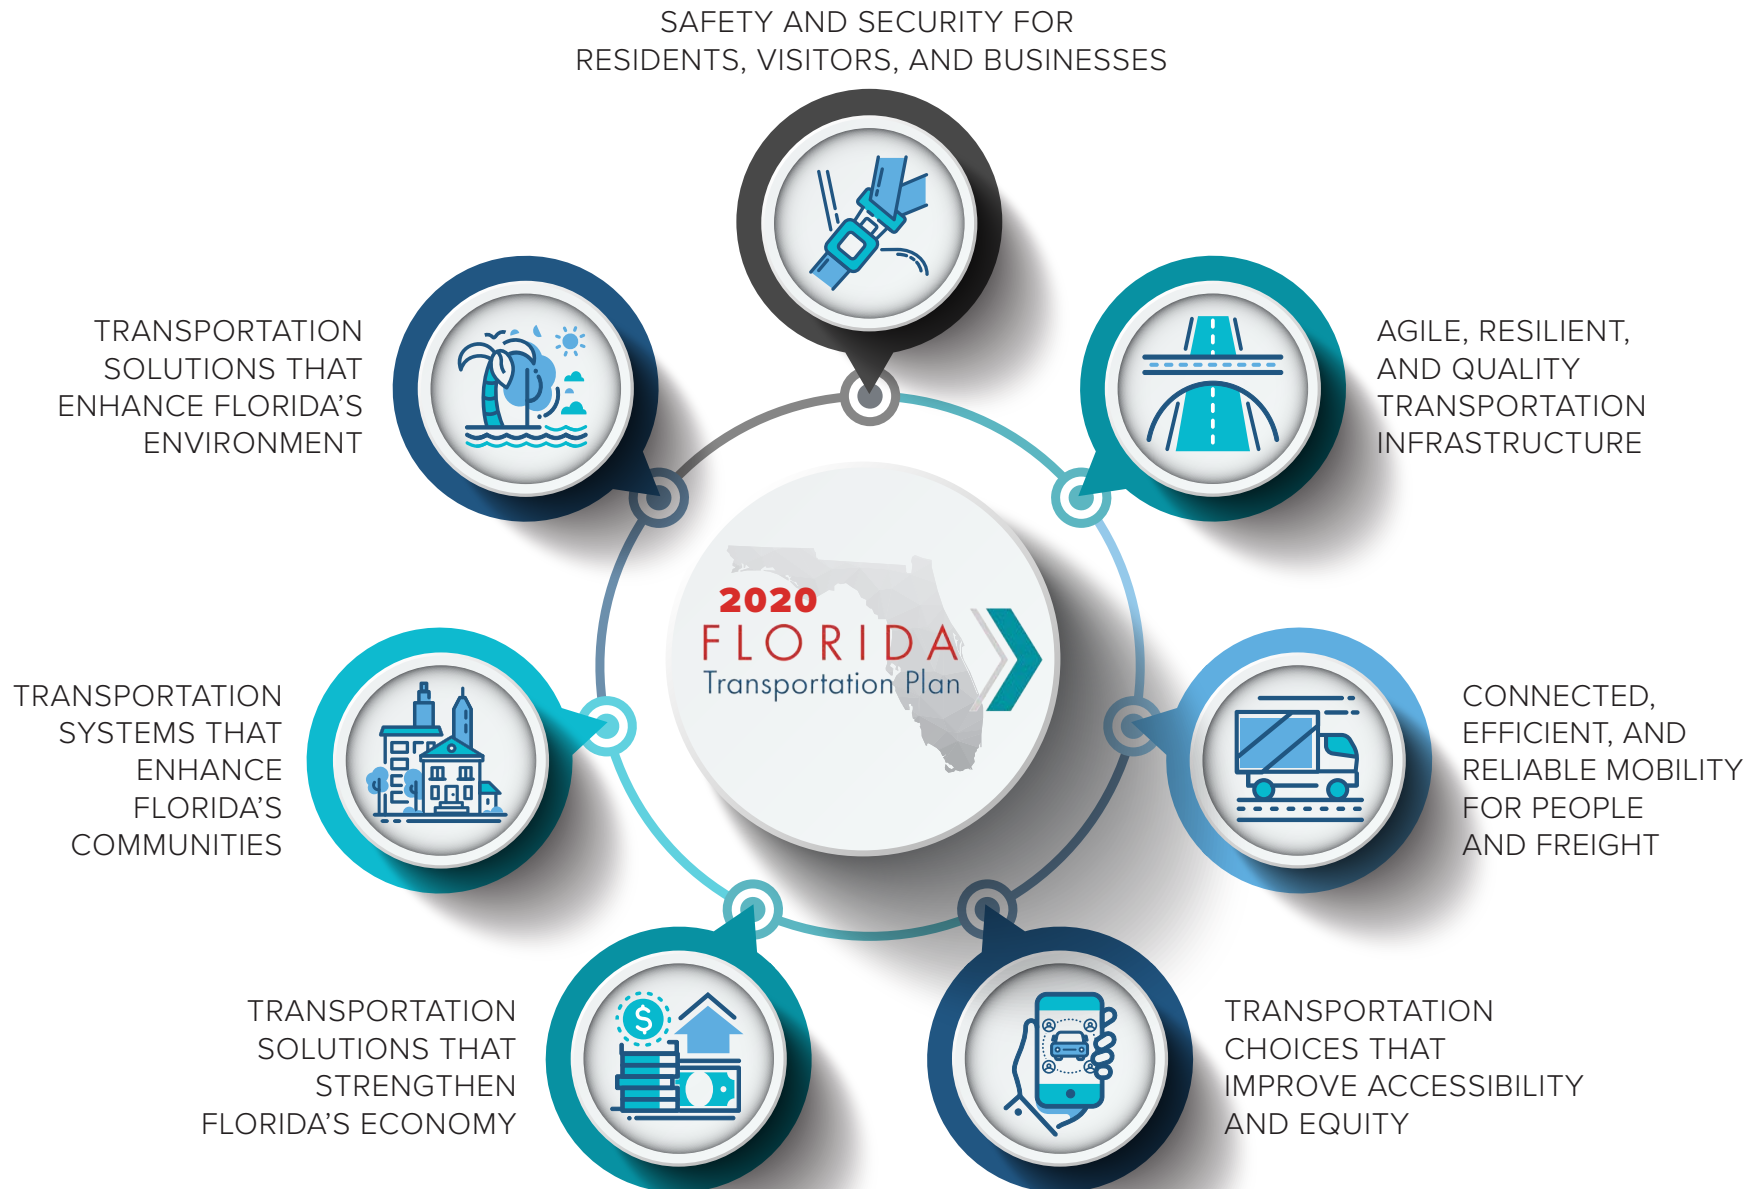 SAFETY AND SECURITY FOR
RESIDENTS, VISITORS, AND BUSINESSES
AGILE, RESILIENT,
AND QUALITY
TRANSPORTATION
INFRASTRUCTURE
CONNECTED,
EFFICIENT, AND
RELIABLE MOBILITY
FOR PEOPLE
AND FREIGHT
TRANSPORTATION
CHOICES THAT
IMPROVE ACCESSIBILITY
AND EQUITY
TRANSPORTATION
SOLUTIONS THAT
STRENGTHEN
FLORIDA'S ECONOMY
$
TRANSPORTATION
SYSTEMS THAT
ENHANCE
FLORIDA'S
COMMUNITIES
TRANSPORTATION
SOLUTIONS THAT
ENHANCE FLORIDA'S
ENVIRONMENT
2020
FLORIDA
Transportation Plan